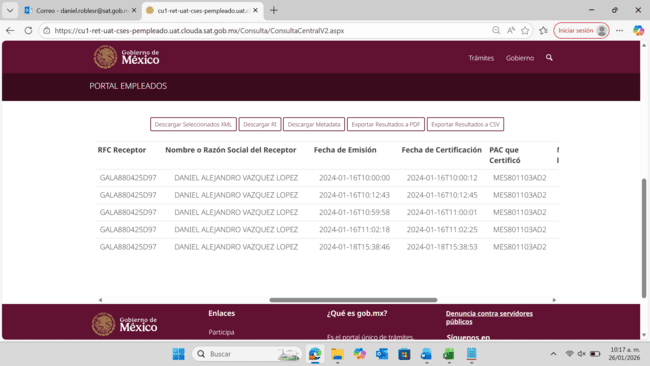 Correo - daniel.roblesr@sat.gob.m
cu1-ret-uat-cses-pempleado.uat.c
https://cu1-ret-uat-cses-pempleado.uat.clouda.sat.gob.mx/Consulta/ConsultaCentralV2.aspx
Iniciar sesión
Gobierno de
México
Trámites
Gobierno
PORTAL EMPLEADOS
Descargar Seleccionados XML
Descargar RI
Descargar Metadata
Exportar Resultados a PDF
Exportar Resultados a CSV
RFC Receptor Nombre o Razón Social del Receptor Fecha de Emisión Fecha de Certificación PAC que
Certificó
GALA880425D97 DANIEL ALEJANDRO VAZQUEZ LOPEZ 2024-01-16T10:00:00 2024-01-16T10:00:12 MES801103AD2
GALA880425D97 DANIEL ALEJANDRO VAZQUEZ LOPEZ 2024-01-16T10:12:43 2024-01-16T10:12:45 MES801103AD2
GALA880425D97 DANIEL ALEJANDRO VAZQUEZ LOPEZ 2024-01-16T10:59:58 2024-01-16T11:00:01 MES801103AD2
GALA880425D97 DANIEL ALEJANDRO VAZQUEZ LOPEZ 2024-01-16T11:02:18 2024-01-16T11:02:25 MES801103AD2
GALA880425D97 DANIEL ALEJANDRO VAZQUEZ LOPEZ 2024-01-18T15:38:46 2024-01-18T15:38:53 MES801103AD2
Gobierno de
México
Enlaces
Participa
¿Qué es gob.mx?
Es el portal único de trámites,
Denuncia contra servidores
públicos
Síguenos en
Buscar
10:17 a. m.
26/01/2026